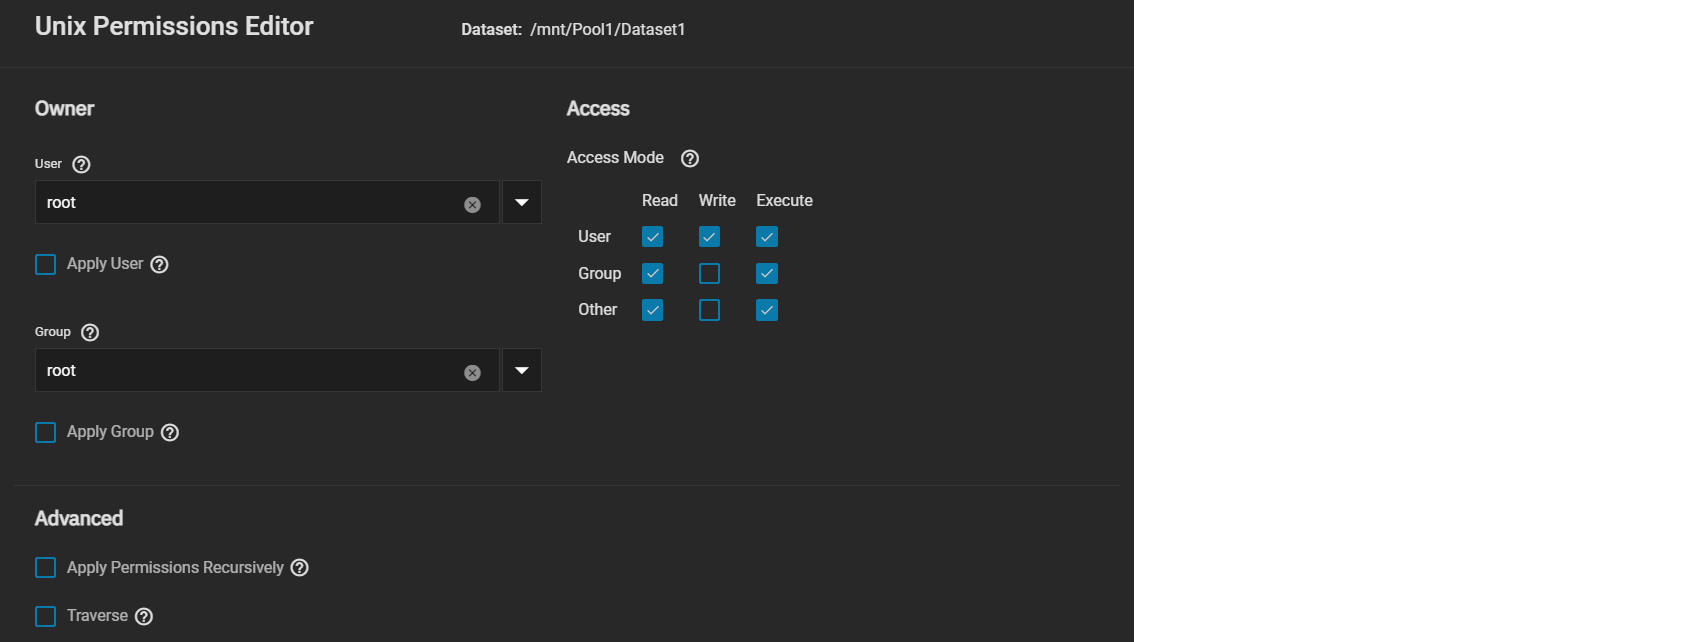 Unix Permissions Editor
Dataset: /mnt/Pool1/Dataset1
Owner
Access
User
Access Mode
root
Read Write Execute
User
Apply User
Group
Other
Group
root
Apply Group
Advanced
Apply Permissions Recursively
Traverse